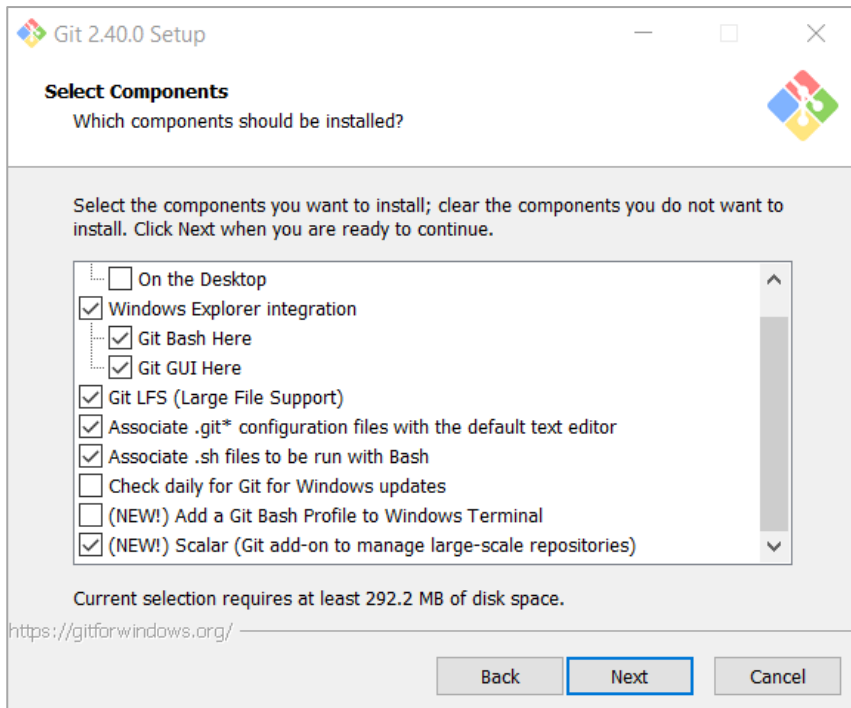 Git 2.40.0 Setup
Select Components
Which components should be installed?
Select the components you want to install; clear the components you do not want to
install. Click Next when you are ready to continue.
On the Desktop
Windows Explorer integration
Git Bash Here
Git GUI Here
Git LFS (Large File Support)
Associate .git* configuration files with the default text editor
Associate .sh files to be run with Bash
Check daily for Git for Windows updates
(NEW!) Add a Git Bash Profile to Windows Terminal
(NEW!) Scalar (Git add-on to manage large-scale repositories)
Current selection requires at least 292.2 MB of disk space.
https://gitforwindows.org/
Back Next Cancel